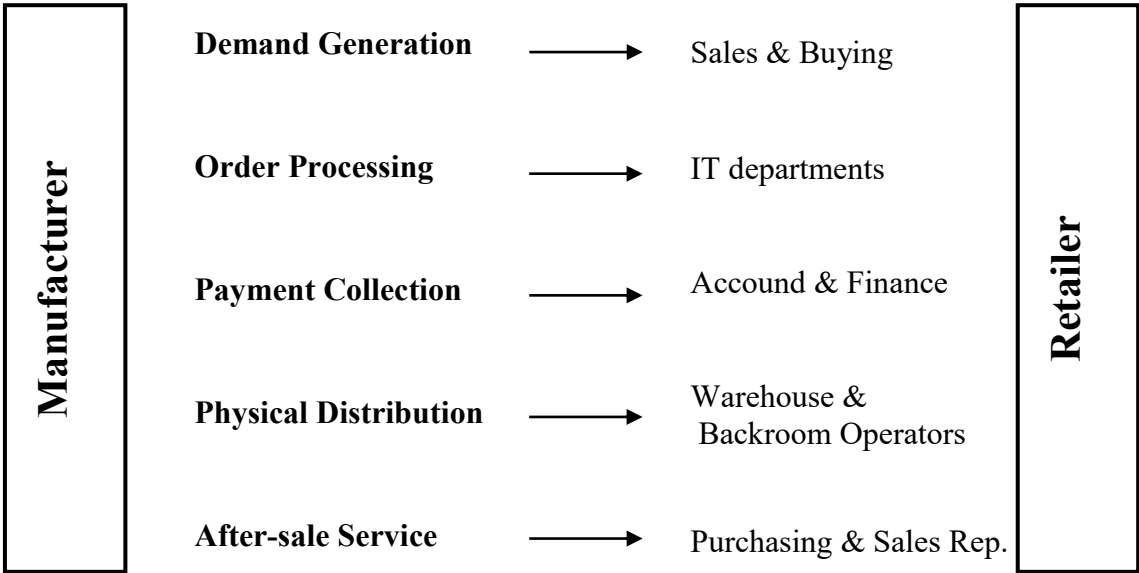 Manufacturer
Demand Generation
Sales & Buying
Order Processing
IT departments
Payment Collection
Accound & Finance
Physical Distribution
Warehouse &
Backroom Operators
After-sale Service
Purchasing & Sales Rep.
Retailer